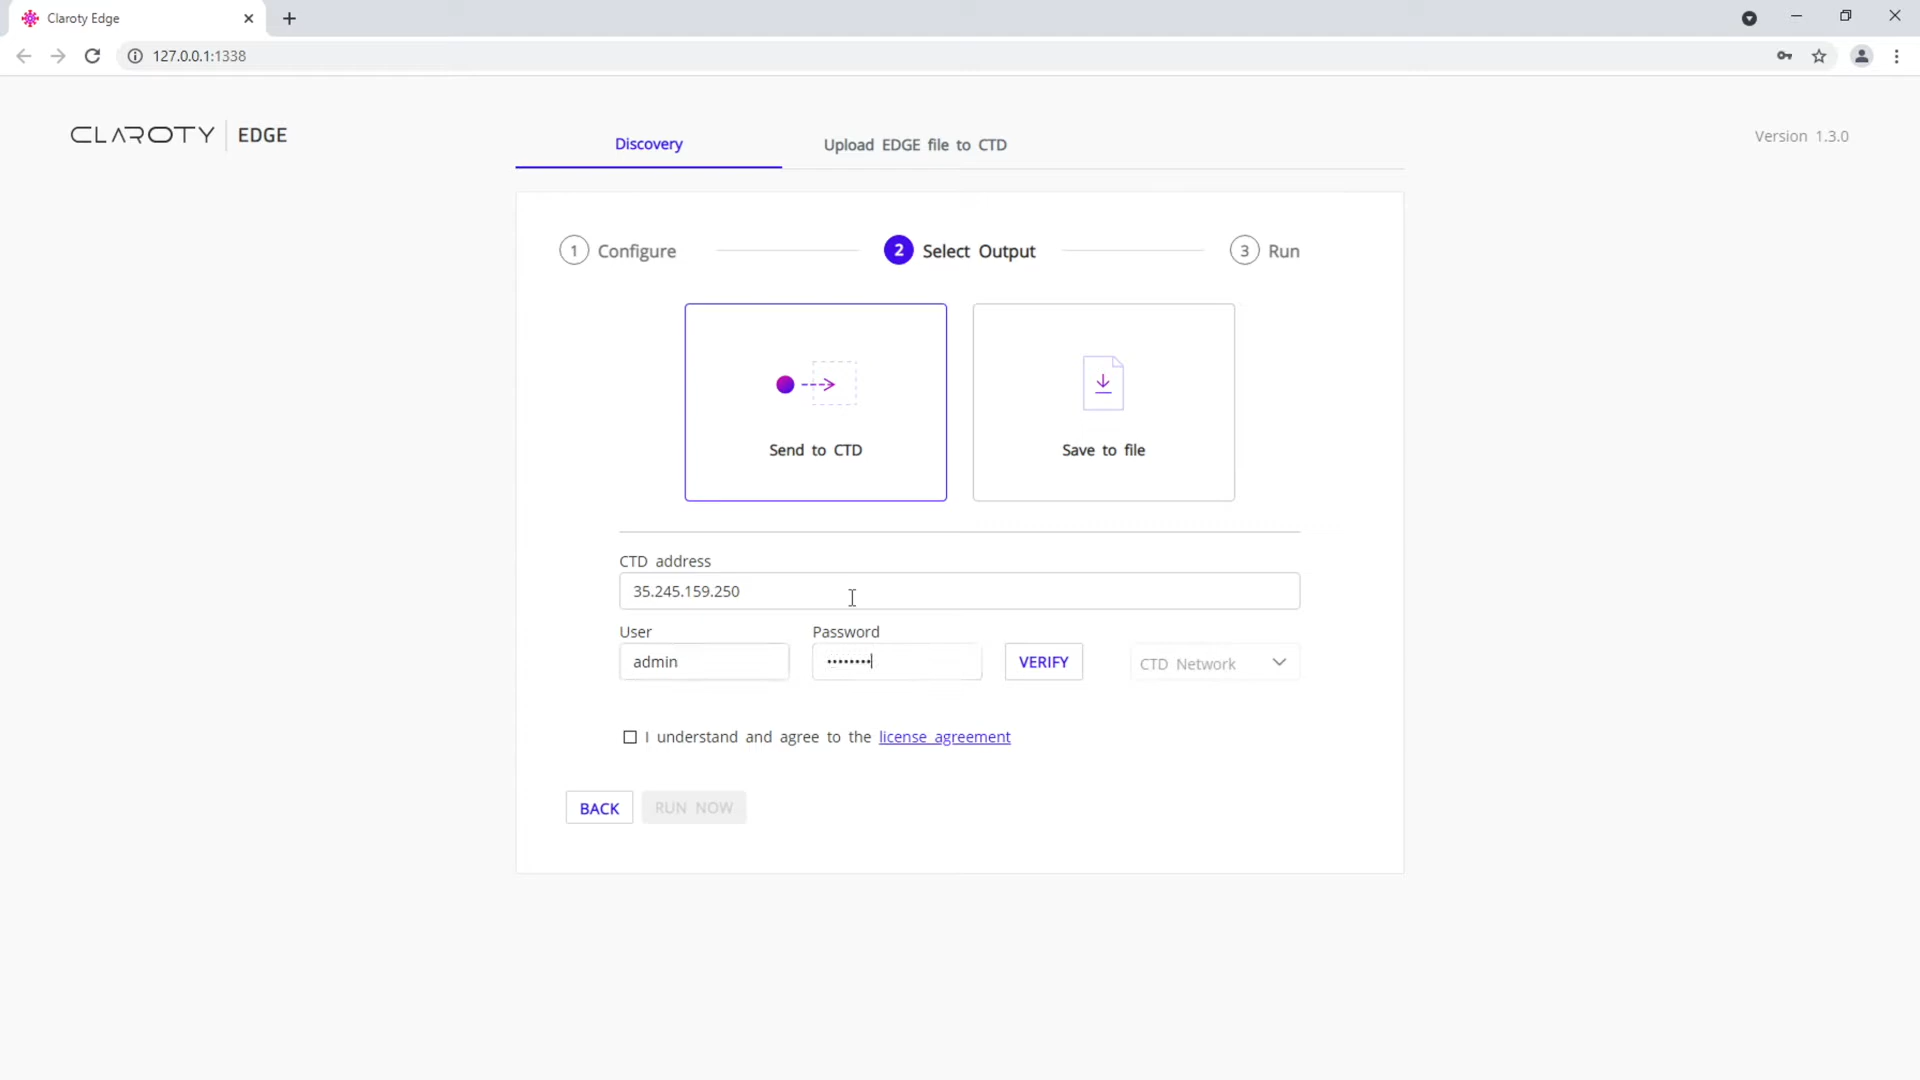 Claroty Edge
127.0.0.1:1338
CLAROTY | EDGE
Discovery
Upload EDGE file to CTD
Version 1.3.0
1 Configure
2 Select Output
3 Run
Send to CTD
Save to file
CTD address
35.245.159.250
User
Password
admin
••••••••
VERIFY
CTD Network
I understand and agree to the license agreement
BACK
RUN NOW